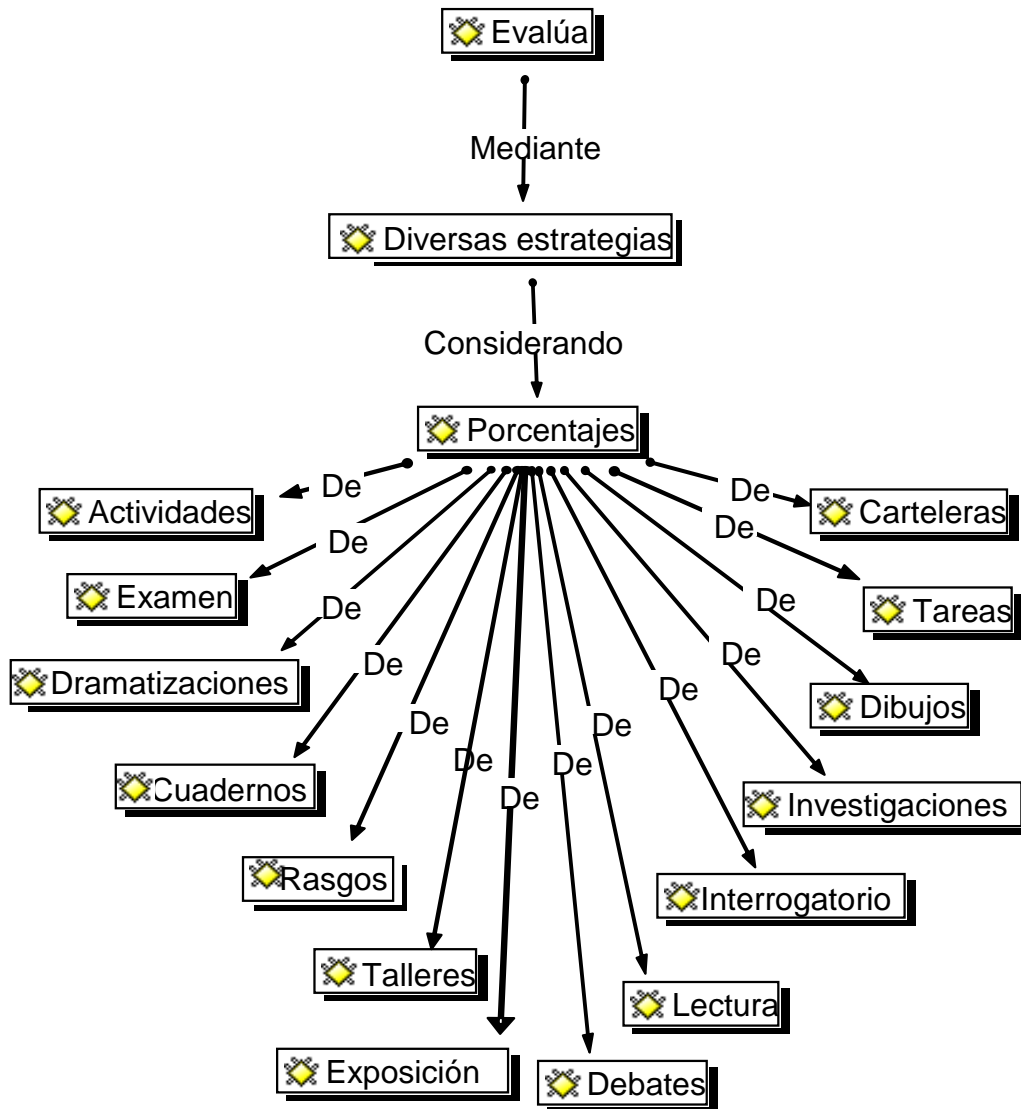 Evalúa
Mediante
Diversas estrategias
Considerando
Porcentajes
De
De
Actividades
Carteleras
De
De
Examen
Tareas
De
De
Dramatizaciones
De
De
Dibujos
De
De
De
De
De
De
Cuadernos
Investigaciones
Rasgos
Interrogatorio
Talleres
Lectura
Exposición
Debates